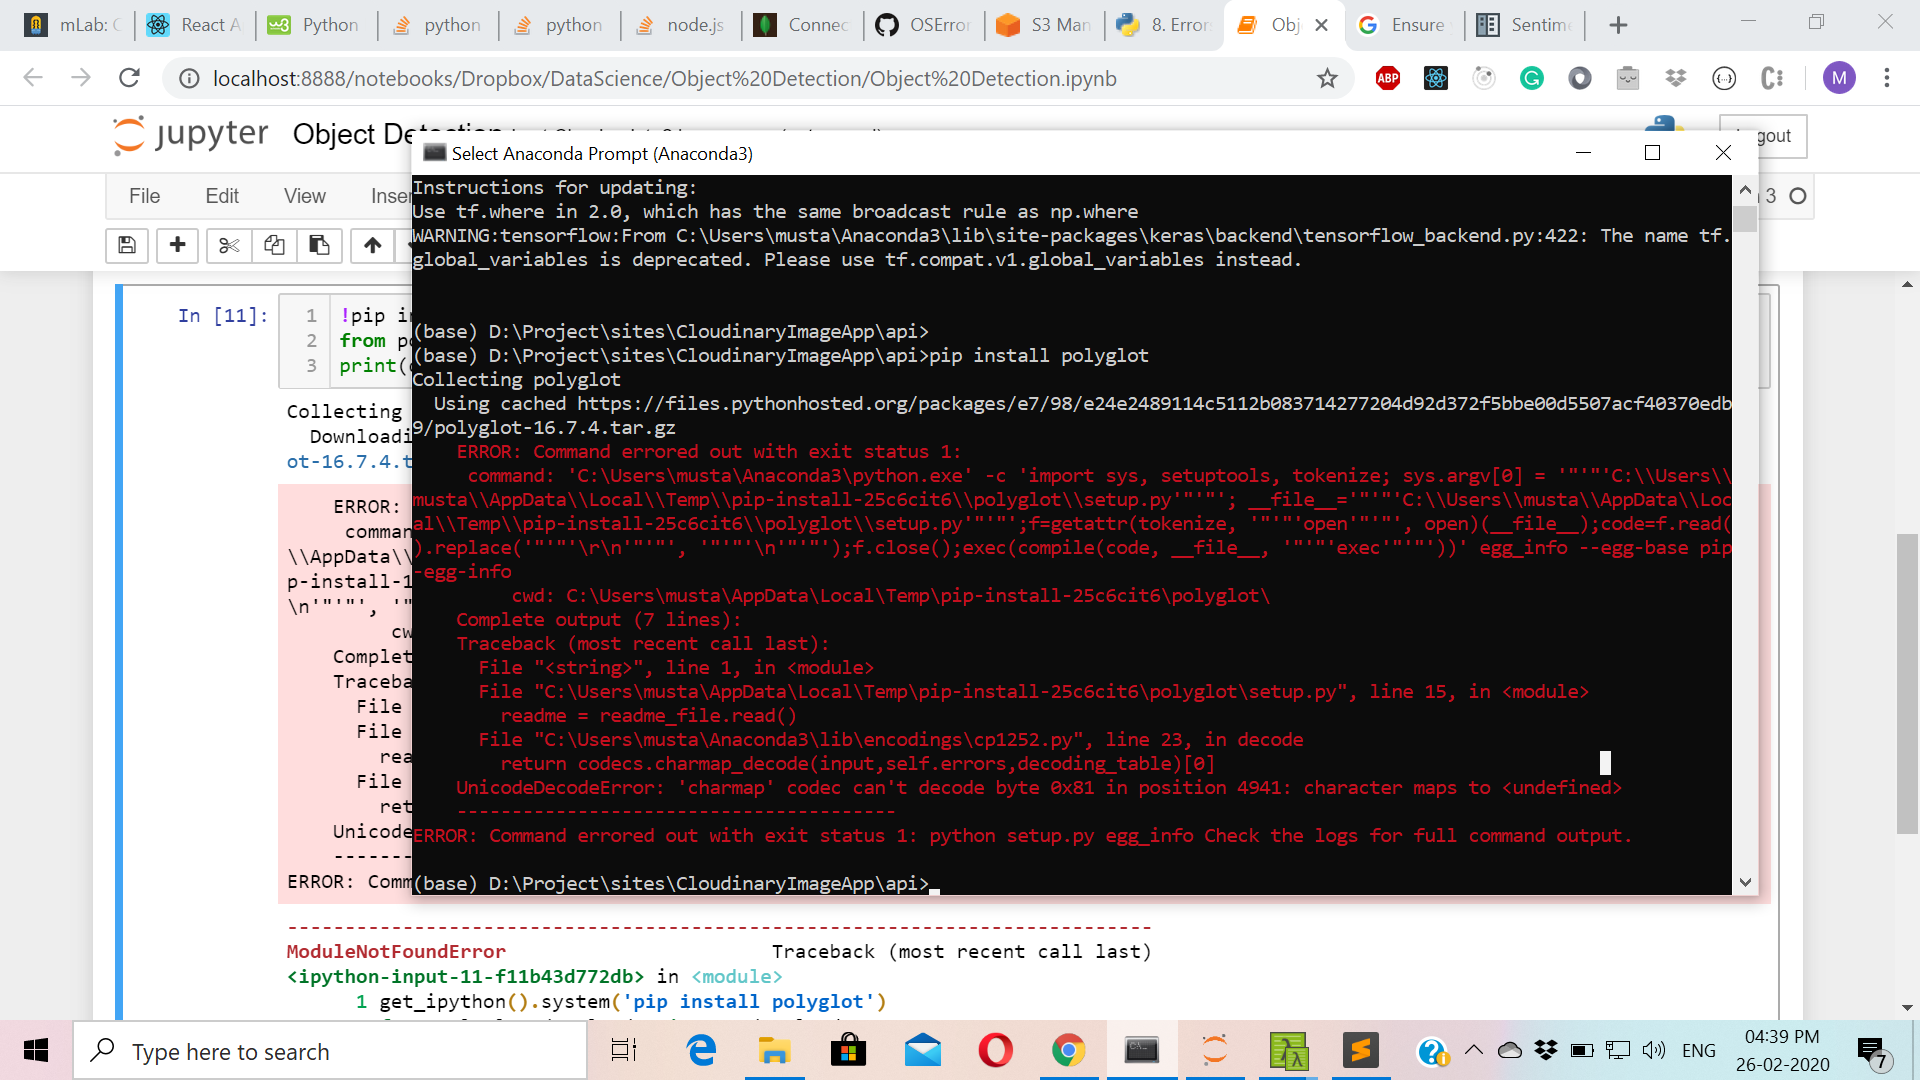 mLab: C
React A
Python
python
python
node.js
Connec
OSError
S3 Man
8. Error
Obj
Ensure
Sentime
localhost:8888/notebooks/Dropbox/DataScience/Object%20Detection/Object%20Detection.ipynb
ABP
M
jupyter Object De
ogout
Select Anaconda Prompt (Anaconda3)
File Edit View Inser
3
Instructions for updating:
Use tf.where in 2.0, which has the same broadcast rule as np.where
WARNING:tensorflow:From C:\Users\musta\Anaconda3\lib\site-packages\keras\backend\tensorflow_backend.py:422: The name tf.
global_variables is deprecated. Please use tf.compat.v1.global_variables instead.
(base) D:\Project\sites\CloudinaryImageApp\api>
(base) D:\Project\sites\CloudinaryImageApp\api>pip install polyglot
Collecting polyglot
Using cached https://files.pythonhosted.org/packages/e7/98/e24e2489114c5112b083714277204d92d372f5bbe00d5507acf40370edb
9/polyglot-16.7.4.tar.gz
ERROR: Command errored out with exit status 1:
command: 'C:\Users\musta\Anaconda3\python.exe' -c 'import sys, setuptools, tokenize; sys.argv[0] = '"'"'C:\\Users\\
musta\\AppData\\Local\\Temp\\pip-install-25c6cit6\\polyglot\\setup.py'"'"'; __file__='"'"'C:\\Users\\musta\\AppData\\Loc
al\\Temp\\pip-install-25c6cit6\\polyglot\\setup.py'"'"';f=getattr(tokenize, '"'"'open'"'"', open)(__file__);code=f.read(
).replace('"'"'\r\n'"'"', '"'"'\n'"'"');f.close();exec(compile(code, __file__, '"'"'exec'"'"'))' egg_info --egg-base pip
-egg-info
cwd: C:\Users\musta\AppData\Local\Temp\pip-install-25c6cit6\polyglot\
Complete output (7 lines):
Traceback (most recent call last):
File "<string>", line 1, in <module>
File "C:\Users\musta\AppData\Local\Temp\pip-install-25c6cit6\polyglot\setup.py", line 15, in <module>
readme = readme_file.read()
File "C:\Users\musta\Anaconda3\lib\encodings\cp1252.py", line 23, in decode
return codecs.charmap_decode(input,self.errors,decoding_table)[0]
UnicodeDecodeError: 'charmap' codec can't decode byte 0x81 in position 4941: character maps to <undefined>
----------------------------------------
ERROR: Command errored out with exit status 1: python setup.py egg_info Check the logs for full command output.
(base) D:\Project\sites\CloudinaryImageApp\api>
In [11]:
1 !pip in
2 from po
3 print(
Collecting
Downloadi
ot-16.7.4.t
ERROR:
comman
\\AppData\\
p-install-1
\n'"'"', '"
cw
Complet
Traceba
File
File
rea
File
ret
Unicode
-------
ERROR: Comm
---------------------------------------------------------------------------
ModuleNotFoundError Traceback (most recent call last)
<ipython-input-11-f11b43d772db> in <module>
1 get_ipython().system('pip install polyglot')
Type here to search
ENG
04:39 PM
26-02-2020
7